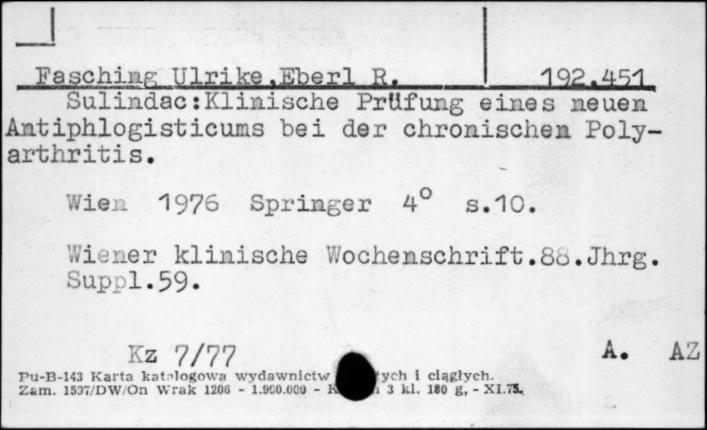 Fasching Ulrike,Eberl R. 192.451
Sulindac:Klinische Prüfung eines neuen
Antiphlogisticums bei der chronischen Poly-
arthritis.
Wien 1976 Springer 4° s.10.
Wiener klinische Wochenschrift.88.Jhrg.
Suppl.59.
Kz 7/77 A. AZ
Pu-B-143 Karta katalogowa wydawnictw i ciągłych.
Zam. 1537/DW/On Wrak 1206 - 1.990.000 - 3 kl. 180 g. - XI.75.